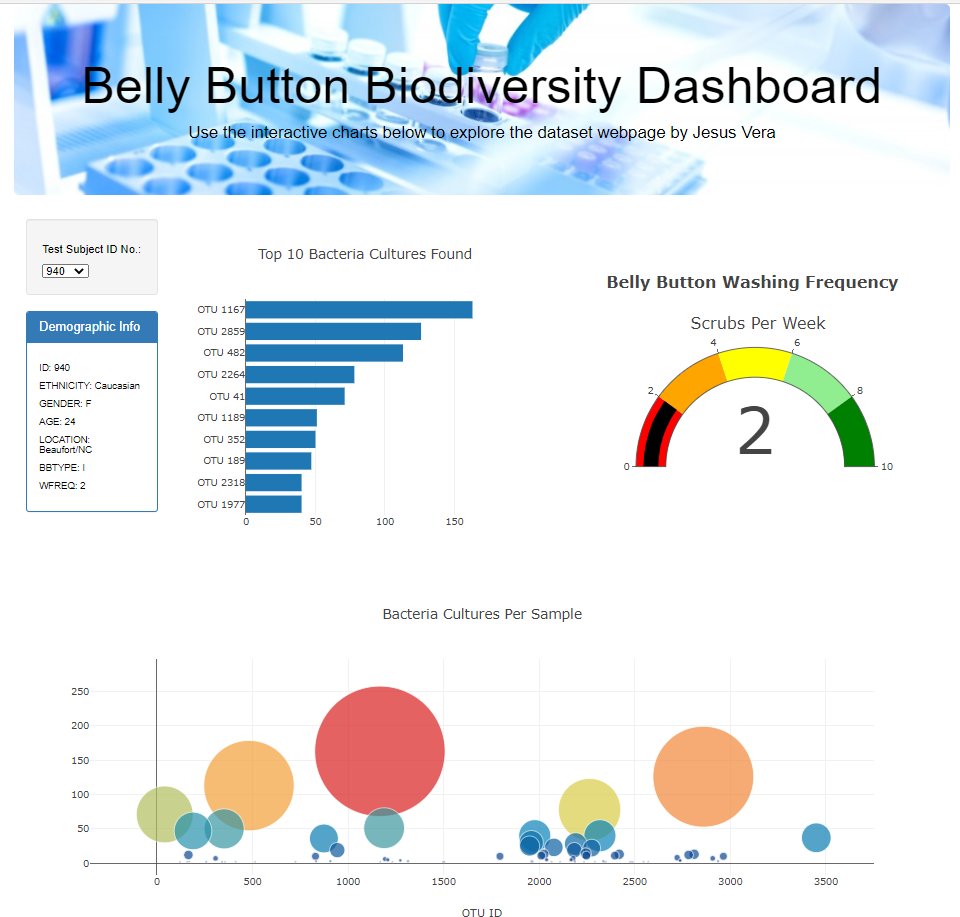 Belly Button Biodiversity Dashboard
Use the interactive charts below to explore the dataset webpage by Jesus Vera
Test Subject ID No.:
940
Demographic Info
ID: 940
ETHNICITY: Caucasian
GENDER: F
AGE: 24
LOCATION:
Beaufort/NC
BBTYPE: I
WFREQ: 2
Top 10 Bacteria Cultures Found
OTU 1167
OTU 2859
OTU 482
OTU 2264
OTU 41
OTU 1189
OTU 352
OTU 189
OTU 2318
OTU 1977
0 50 100 150
Belly Button Washing Frequency
Scrubs Per Week
4 6
2 8
2
0 10
Bacteria Cultures Per Sample
250
200
150
100
50
0
0 500 1000 1500 2000 2500 3000 3500
OTU ID